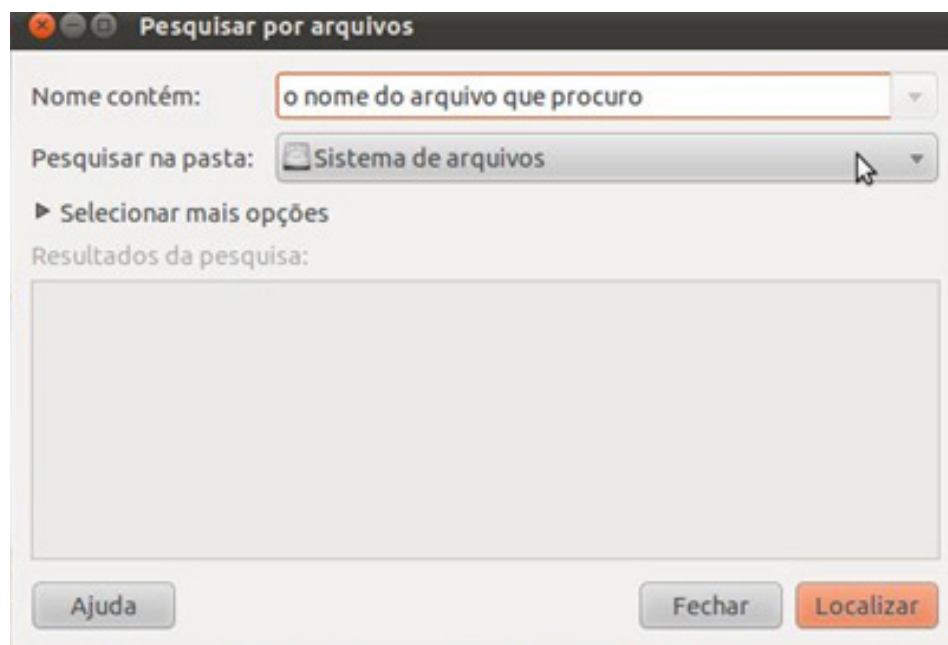 Pesquisar por arquivos
Nome contém: o nome do arquivo que procuro
Pesquisar na pasta: Sistema de arquivos
Selecionar mais opções
Resultados da pesquisa:
Ajuda Fechar Localizar